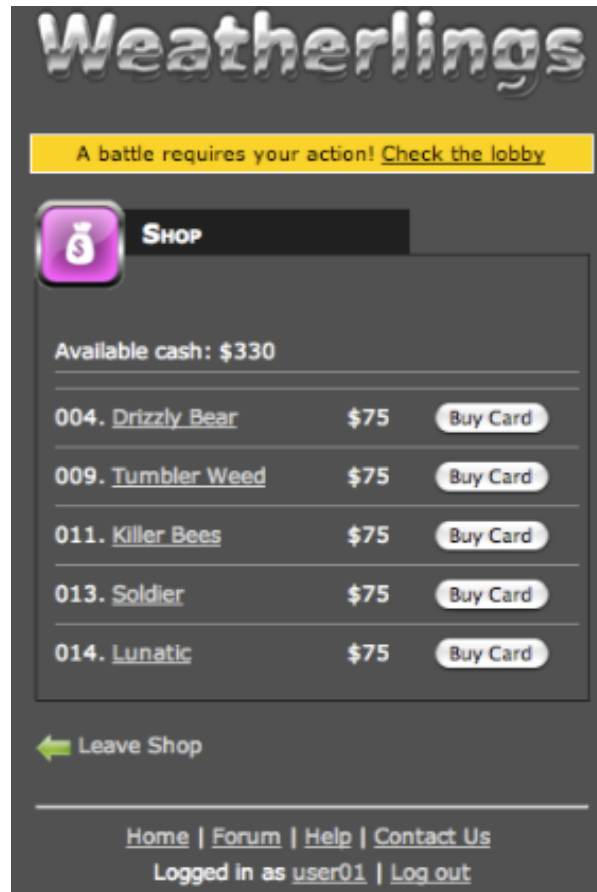 Weatherlings
A battle requires your action! Check the lobby
$
Shop
Available cash: $330
004. Drizzly Bear $75 Buy Card
009. Tumbler Weed $75 Buy Card
011. Killer Bees $75 Buy Card
013. Soldier $75 Buy Card
014. Lunatic $75 Buy Card
Leave Shop
Home | Forum | Help | Contact Us
Logged in as user01 | Log out